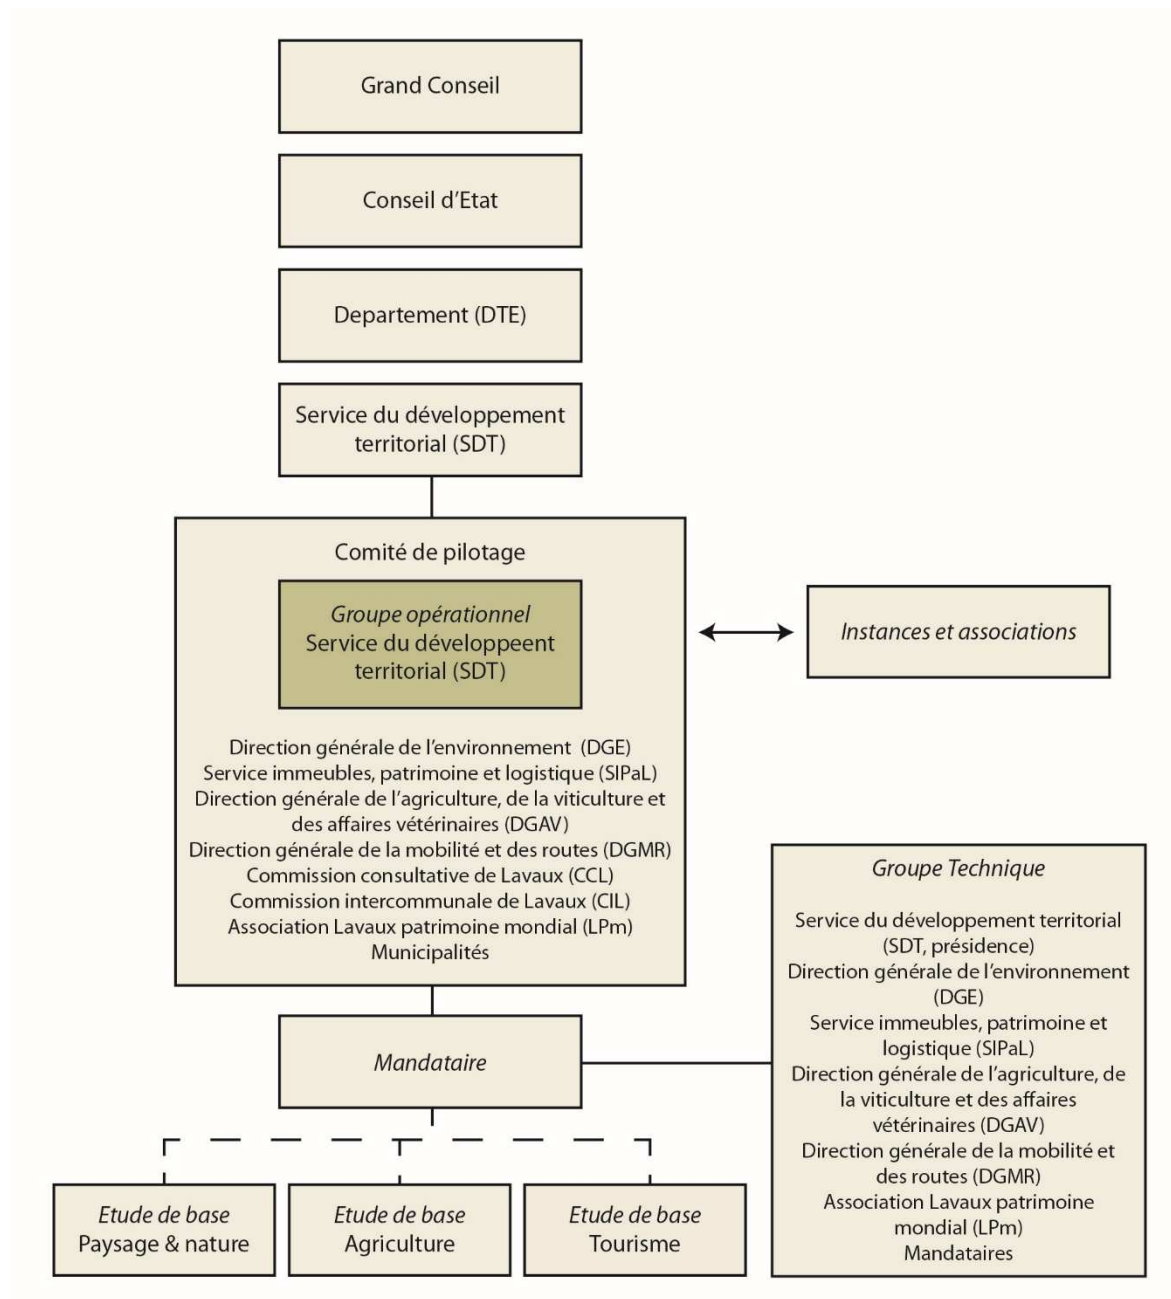 Grand Conseil
Conseil d'Etat
Departement (DTE)
Service du développement
territorial (SDT)
Comité de pilotage
Groupe opérationnel
Service du développeent
territorial (SDT)
Direction générale de l'environnement (DGE)
Service immeubles, patrimoine et logistique (SIPaL)
Direction générale de l'agriculture, de la viticulture et
des affaires vétérinaires (DGAV)
Direction générale de la mobilité et des routes (DGMR)
Commission consultative de Lavaux (CCL)
Commission intercommunale de Lavaux (CIL)
Association Lavaux patrimoine mondial (LPm)
Municipalités
Instances et associations
Mandataire
Groupe Technique
Service du développement territorial
(SDT, présidence)
Direction générale de l'environnement
(DGE)
Service immeubles, patrimoine et
logistique (SIPaL)
Direction générale de l'agriculture, de
la viticulture et des affaires
vétérinaires (DGAV)
Direction générale de la mobilité et
des routes (DGMR)
Association Lavaux patrimoine
mondial (LPm)
Mandataires
Etude de base
Paysage & nature
Etude de base
Agriculture
Etude de base
Tourisme